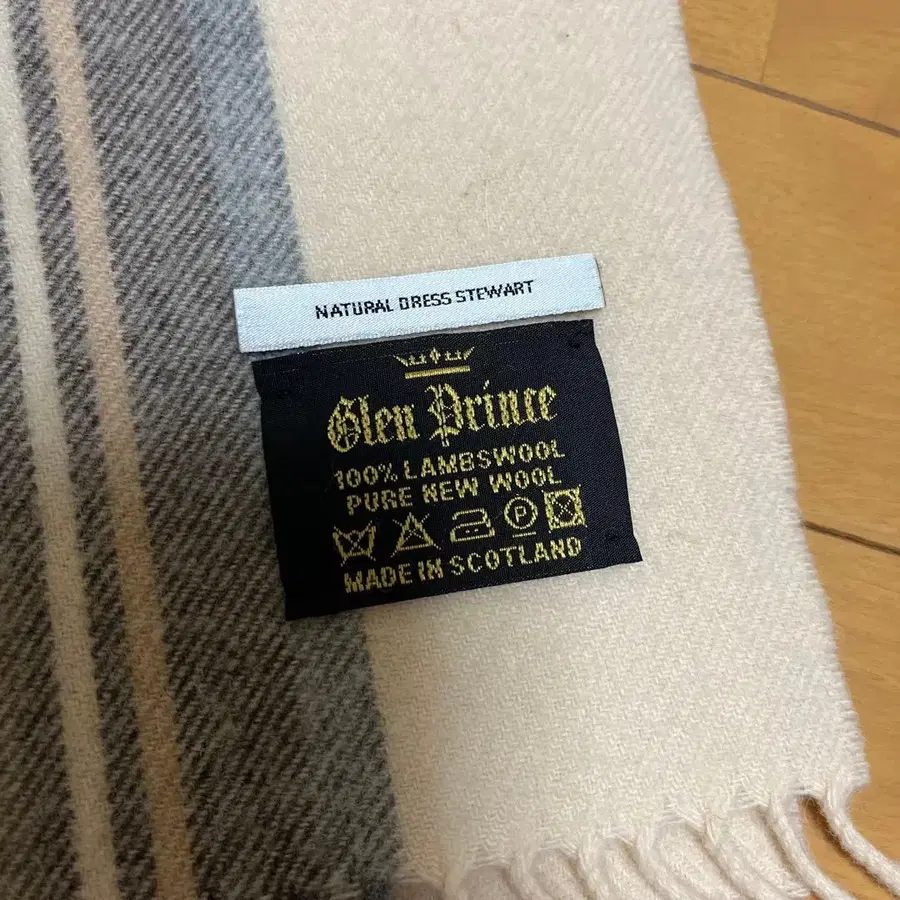 NATURAL DRESS STEWART
Glen Prince
100% LAMBSWOOL
PURE NEW WOOL
P
MADE IN SCOTLAND